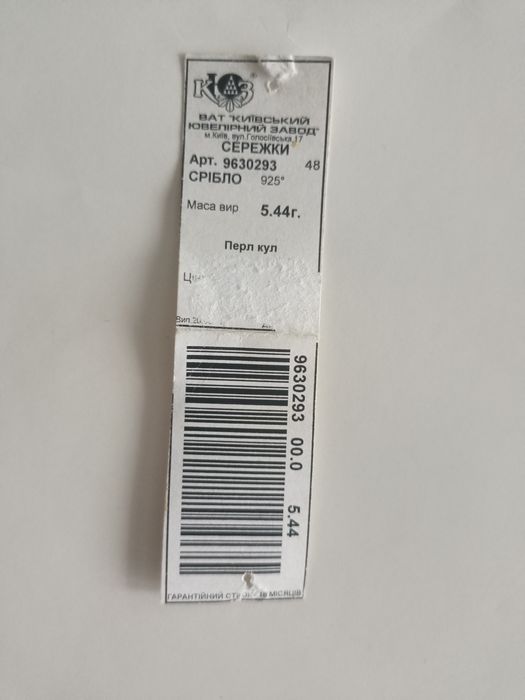 КЮЗ
ВАТ "КИЇВСЬКИЙ
ЮВЕЛІРНИЙ ЗАВОД"
м.Київ, вул.Голосіївська,17
СЕРЕЖКИ
Арт. 9630293 48
СРІБЛО 925°
Маса вир 5.44г.
Перл кул
9630293 00.0 5.44
ГАРАНТІЙНИЙ МІСЯЦІВ